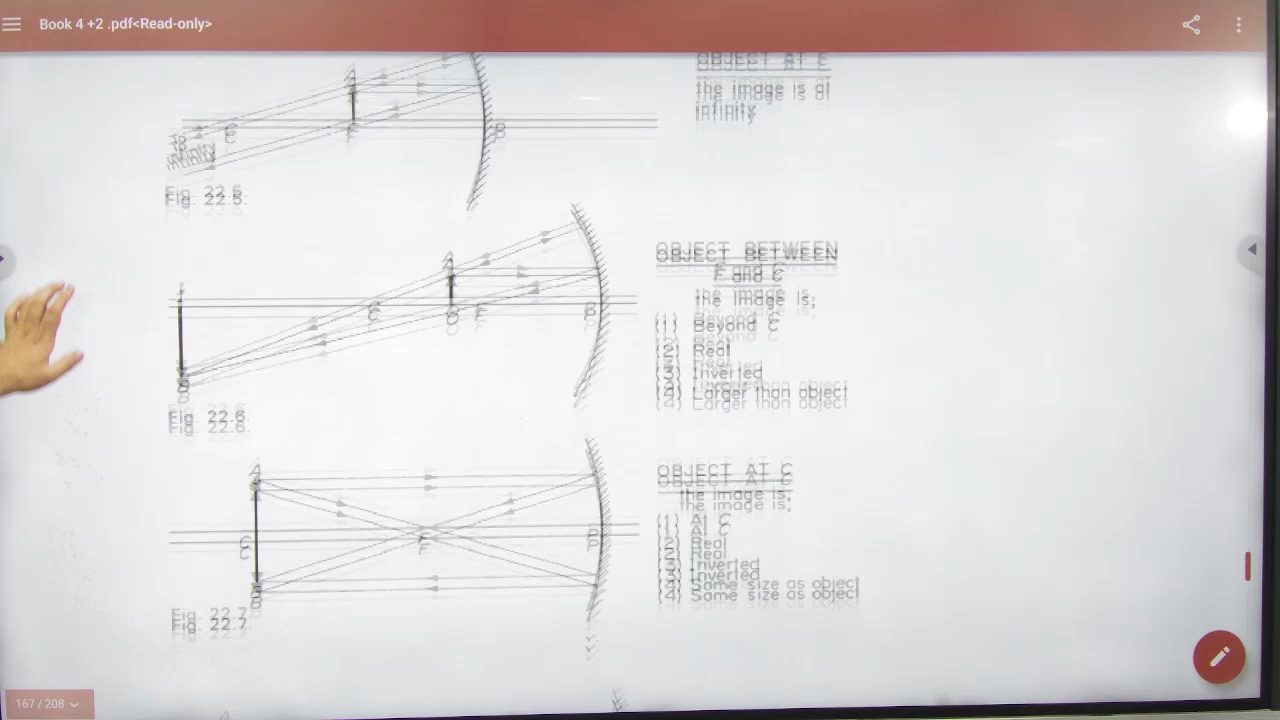 Book 4 +2 .pdf<Read-only>
OBJECT AT F
the image is at
infinity
A
C
F
B
infinity
Fig. 22.5.
OBJECT BETWEEN
F and C
the image is;
(1) Beyond C
(2) Real
(3) Inverted
(4) Larger than object
A
I
C
O
F
P
B
Fig. 22.6.
OBJECT AT C
the image is;
(1) At C
(2) Real
(3) Inverted
(4) Same size as object
A
C
F
P
B
Fig. 22.7.
167 / 208